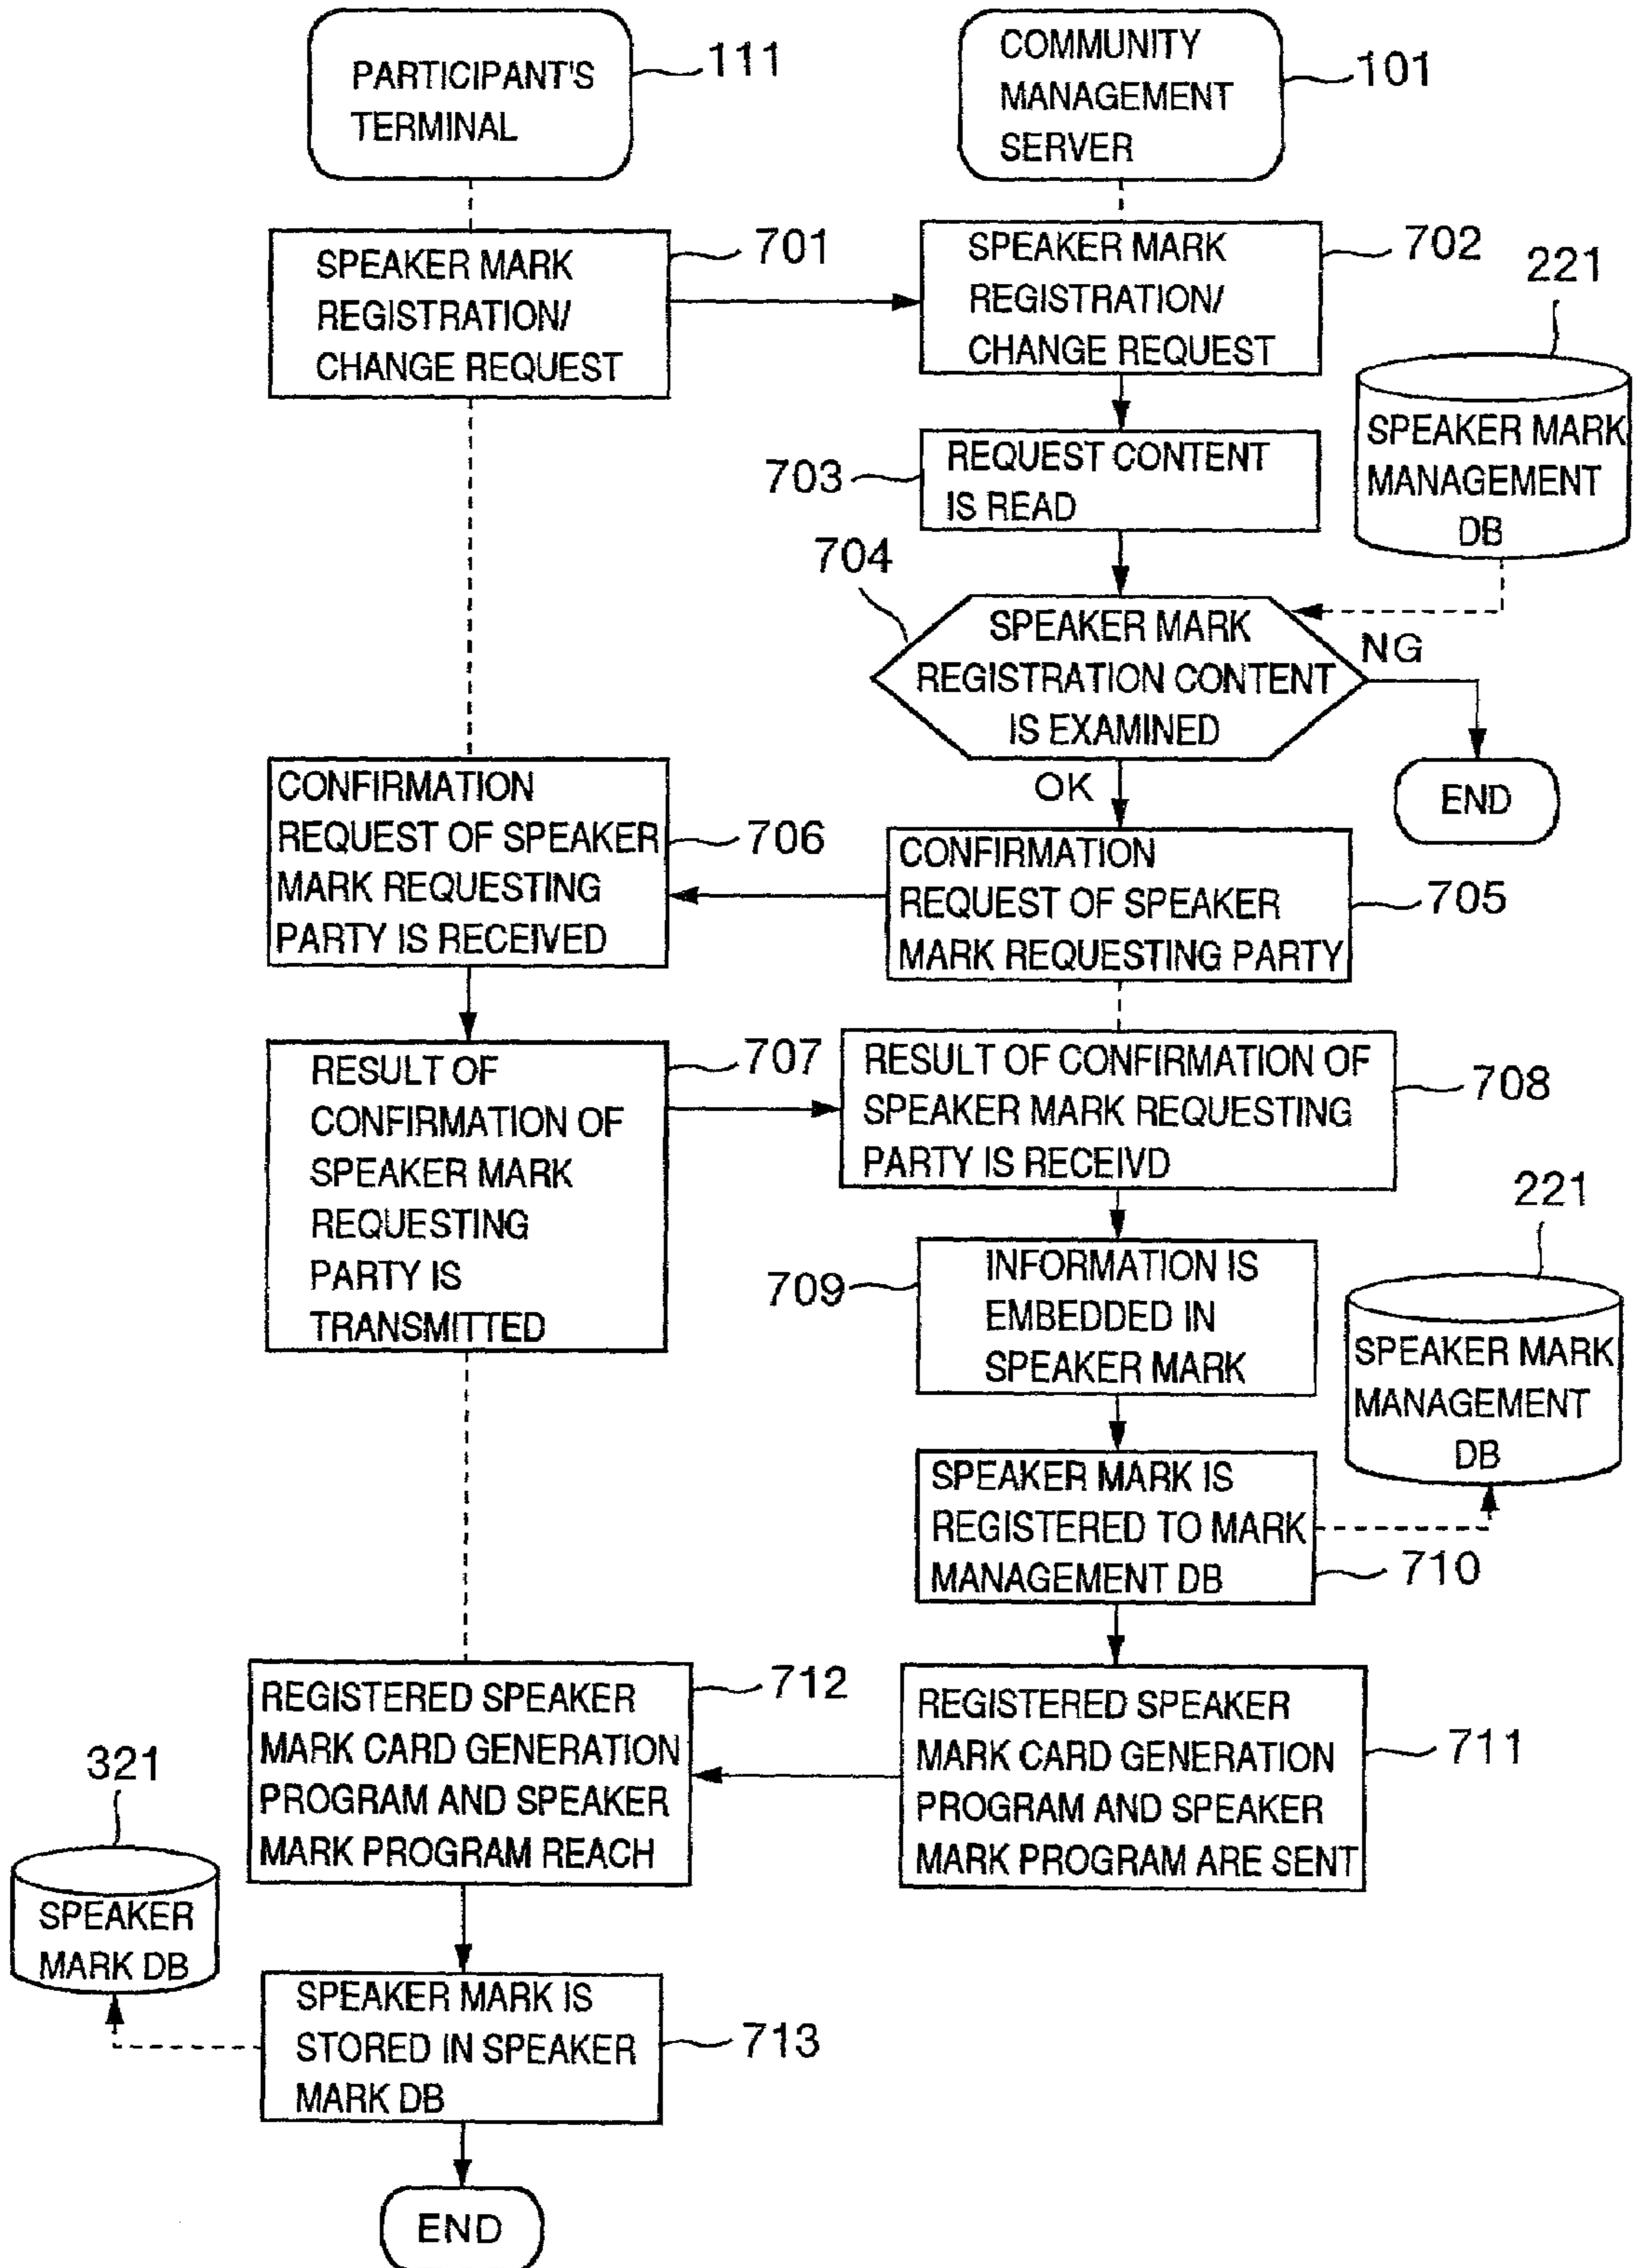 PARTICIPANT'S
TERMINAL
111
COMMUNITY
MANAGEMENT
SERVER
101
SPEAKER MARK
REGISTRATION/
CHANGE REQUEST
701
SPEAKER MARK
REGISTRATION/
CHANGE REQUEST
702
221
SPEAKER MARK
MANAGEMENT
DB
703
REQUEST CONTENT
IS READ
704
SPEAKER MARK
REGISTRATION CONTENT
IS EXAMINED
NG
END
OK
CONFIRMATION
REQUEST OF SPEAKER
MARK REQUESTING
PARTY IS RECEIVED
706
CONFIRMATION
REQUEST OF SPEAKER
MARK REQUESTING PARTY
705
RESULT OF
CONFIRMATION OF
SPEAKER MARK
REQUESTING
PARTY IS
TRANSMITTED
707
RESULT OF CONFIRMATION OF
SPEAKER MARK REQUESTING
PARTY IS RECEIVD
708
221
709
INFORMATION IS
EMBEDDED IN
SPEAKER MARK
SPEAKER MARK
MANAGEMENT
DB
SPEAKER MARK IS
REGISTERED TO MARK
MANAGEMENT DB
710
REGISTERED SPEAKER
MARK CARD GENERATION
PROGRAM AND SPEAKER
MARK PROGRAM REACH
712
REGISTERED SPEAKER
MARK CARD GENERATION
PROGRAM AND SPEAKER
MARK PROGRAM ARE SENT
711
321
SPEAKER
MARK DB
SPEAKER MARK IS
STORED IN SPEAKER
MARK DB
713
END